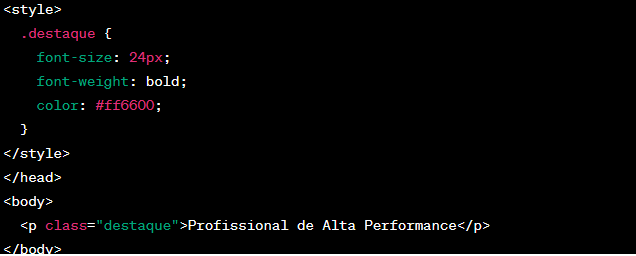 <style>
.destaque {
font-size: 24px;
font-weight: bold;
color: #ff6600;
}
</style>
</head>
<body>
<p class="destaque">Profissional de Alta Performance</p>
</body>